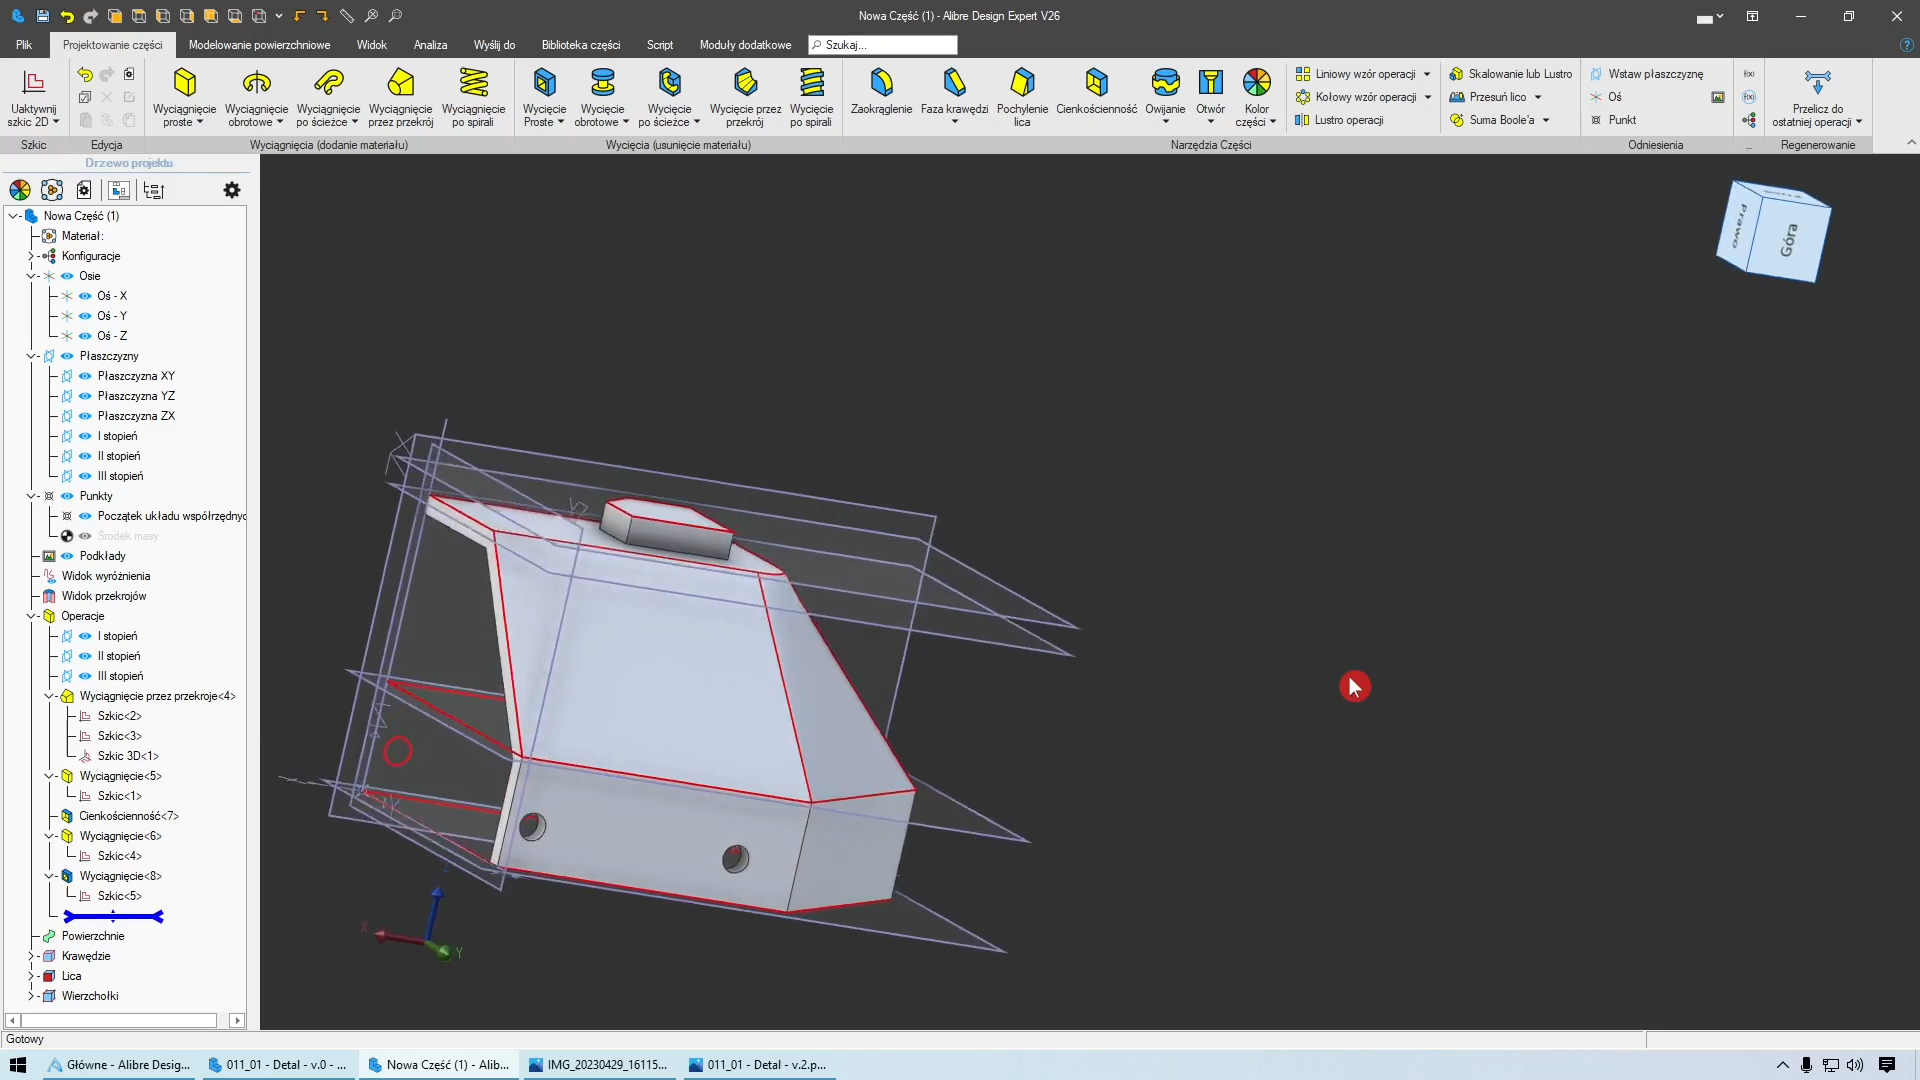 Nowa Część (1) - Alibre Design Expert V26
Plik
Projektowanie części
Modelowanie powierzchniowe
Widok
Analiza
Wyślij do
Biblioteka części
Script
Moduły dodatkowe
Szukaj...
Uaktywnij szkic 2D
Wyciągnięcie proste
Wyciągnięcie obrotowe
Wyciągnięcie po ścieżce
Wyciągnięcie przez przekrój
Wyciągnięcie po spirali
Wycięcie Proste
Wycięcie obrotowe
Wycięcie po ścieżce
Wycięcie przez przekrój
Wycięcie po spirali
Zaokrąglenie
Faza krawędzi
Pochylenie lica
Cienkościenność
Owijanie
Otwór
Kolor części
Liniowy wzór operacji
Kołowy wzór operacji
Lustro operacji
Skalowanie lub Lustro
Przesuń lico
Suma Boole'a
Wstaw płaszczyznę
Oś
Punkt
f(x)
f(x)
Przelicz do ostatniej operacji
Szkic
Edycja
Wyciągnięcia (dodanie materiału)
Wycięcia (usunięcie materiału)
Narzędzia Części
Odniesienia
...
Regenerowanie
Drzewo projektu
Nowa Część (1)
Materiał:
Konfiguracje
Osie
Oś - X
Oś - Y
Oś - Z
Płaszczyzny
Płaszczyzna XY
Płaszczyzna YZ
Płaszczyzna ZX
I stopień
II stopień
III stopień
Punkty
Początek układu współrzędnyc
Środek masy
Podkłady
Widok wyróżnienia
Widok przekrojów
Operacje
I stopień
II stopień
III stopień
Wyciągnięcie przez przekroje<4>
Szkic<2>
Szkic<3>
Szkic 3D<1>
Wyciągnięcie<5>
Szkic<1>
Cienkościenność<7>
Wyciągnięcie<6>
Szkic<4>
Wyciągnięcie<8>
Szkic<5>
Powierzchnie
Krawędzie
Lica
Wierzchołki
Prawo
Góra
X
Y
Gotowy
Główne - Alibre Desig...
011_01 - Detal - v.0 - ...
Nowa Część (1) - Alib...
IMG_20230429_16115...
011_01 - Detal - v.2.p...